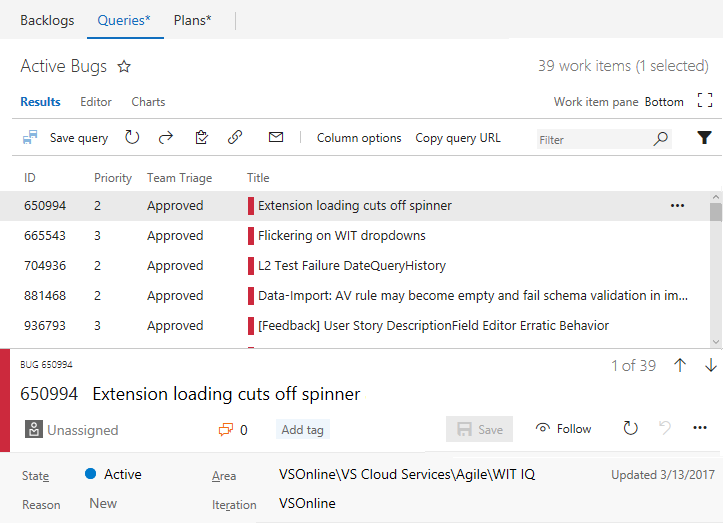 Backlogs Queries* Plans*
Active Bugs 39 work items (1 selected)
Results Editor Charts Work item pane Bottom
Save query Column options Copy query URL Filter
ID Priority Team Triage Title
650994 2 Approved Extension loading cuts off spinner ...
665543 3 Approved Flickering on WIT dropdowns
704936 2 Approved L2 Test Failure DateQueryHistory
881468 2 Approved Data-Import: AV rule may become empty and fail schema validation in im...
936793 3 Approved [Feedback] User Story DescriptionField Editor Erratic Behavior
BUG 650994 1 of 39
650994 Extension loading cuts off spinner
Unassigned 0 Add tag Save Follow ...
State Active Area VSOnline\VS Cloud Services\Agile\WIT IQ Updated 3/13/2017
Reason New Iteration VSOnline